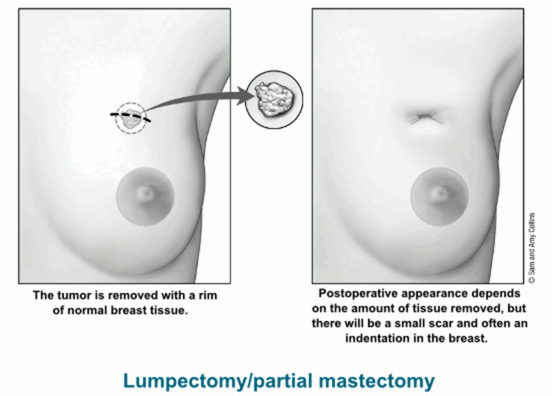 The tumor is removed with a rim
of normal breast tissue.
Postoperative appearance depends
on the amount of tissue removed, but
there will be a small scar and often an
indentation in the breast.
© Sam and Amy Collins
Lumpectomy/partial mastectomy